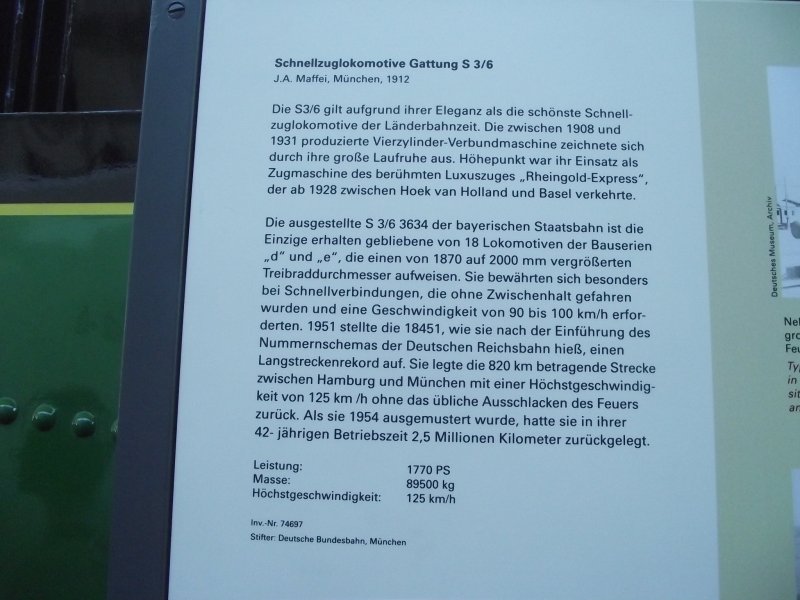 Schnellzuglokomotive Gattung S 3/6
J.A. Maffei, München, 1912
Die S3/6 gilt aufgrund ihrer Eleganz als die schönste Schnell-
zuglokomotive der Länderbahnzeit. Die zwischen 1908 und
1931 produzierte Vierzylinder-Verbundmaschine zeichnete sich
durch ihre große Laufruhe aus. Höhepunkt war ihr Einsatz als
Zugmaschine des berühmten Luxuszuges „Rheingold-Express“,
der ab 1928 zwischen Hoek van Holland und Basel verkehrte.
Die ausgestellte S 3/6 3634 der bayerischen Staatsbahn ist die
Einzige erhalten gebliebene von 18 Lokomotiven der Bauserien
„d“ und „e“, die einen von 1870 auf 2000 mm vergrößerten
Treibraddurchmesser aufweisen. Sie bewährten sich besonders
bei Schnellverbindungen, die ohne Zwischenhalt gefahren
wurden und eine Geschwindigkeit von 90 bis 100 km/h erfor-
derten. 1951 stellte die 18451, wie sie nach der Einführung des
Nummernschemas der Deutschen Reichsbahn hieß, einen
Langstreckenrekord auf. Sie legte die 820 km betragende Strecke
zwischen Hamburg und München mit einer Höchstgeschwindig-
keit von 125 km /h ohne das übliche Ausschlacken des Feuers
zurück. Als sie 1954 ausgemustert wurde, hatte sie in ihrer
42- jährigen Betriebszeit 2,5 Millionen Kilometer zurückgelegt.
Leistung: 1770 PS
Masse: 89500 kg
Höchstgeschwindigkeit: 125 km/h
Inv.-Nr. 74697
Stifter: Deutsche Bundesbahn, München
Deutsches Museum, Archiv